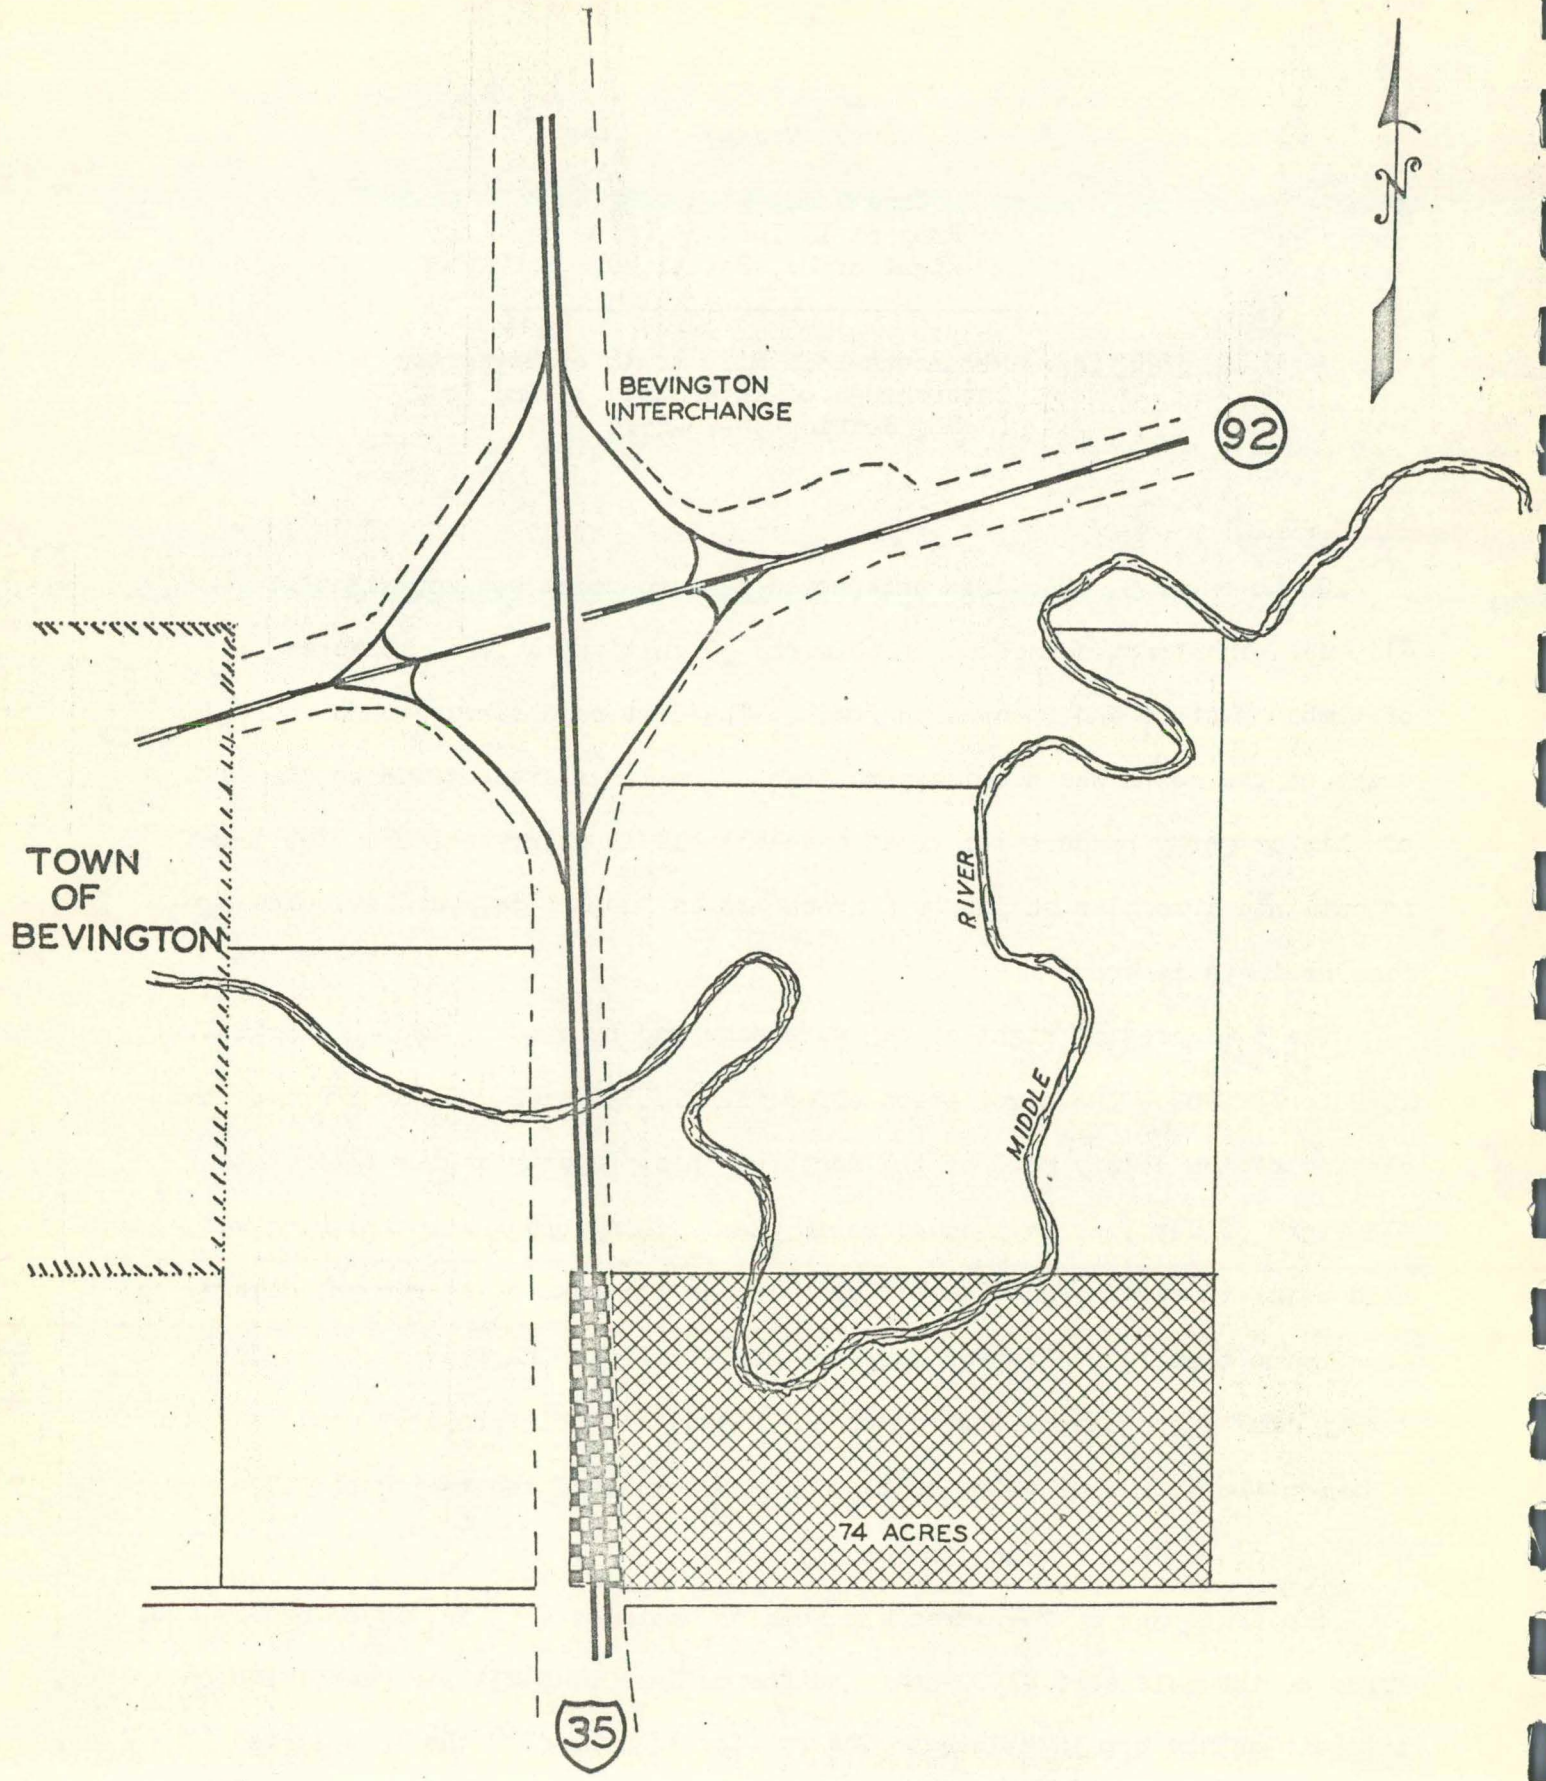 N
BEVINGTON
INTERCHANGE
92
TOWN
OF
BEVINGTON
RIVER
MIDDLE
74 ACRES
35